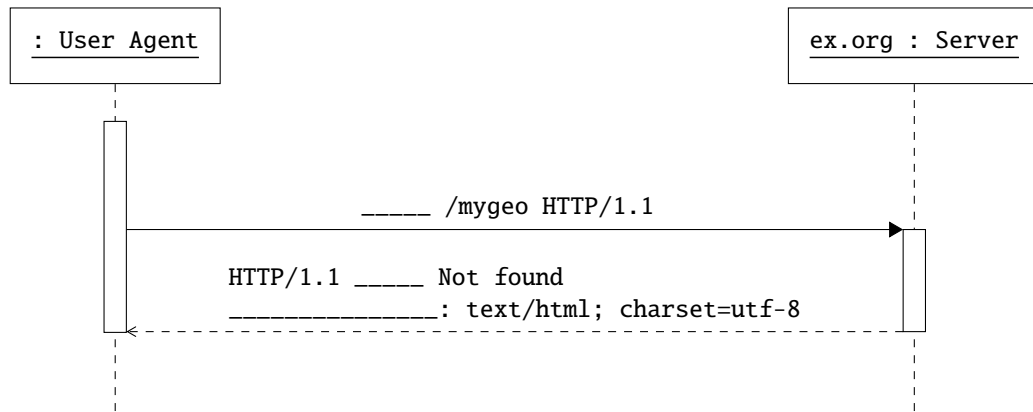 : User Agent
ex.org : Server
_____ /mygeo HTTP/1.1
HTTP/1.1 _____ Not found
_______________: text/html; charset=utf-8